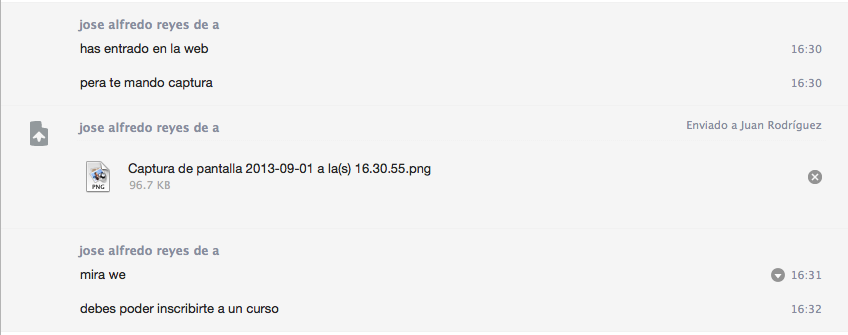 jose alfredo reyes de a
has entrado en la web 16:30
pera te mando captura 16:30
jose alfredo reyes de a Enviado a Juan Rodríguez
Captura de pantalla 2013-09-01 a la(s) 16.30.55.png
PNG 96.7 KB
jose alfredo reyes de a
mira we 16:31
debes poder inscribirte a un curso 16:32